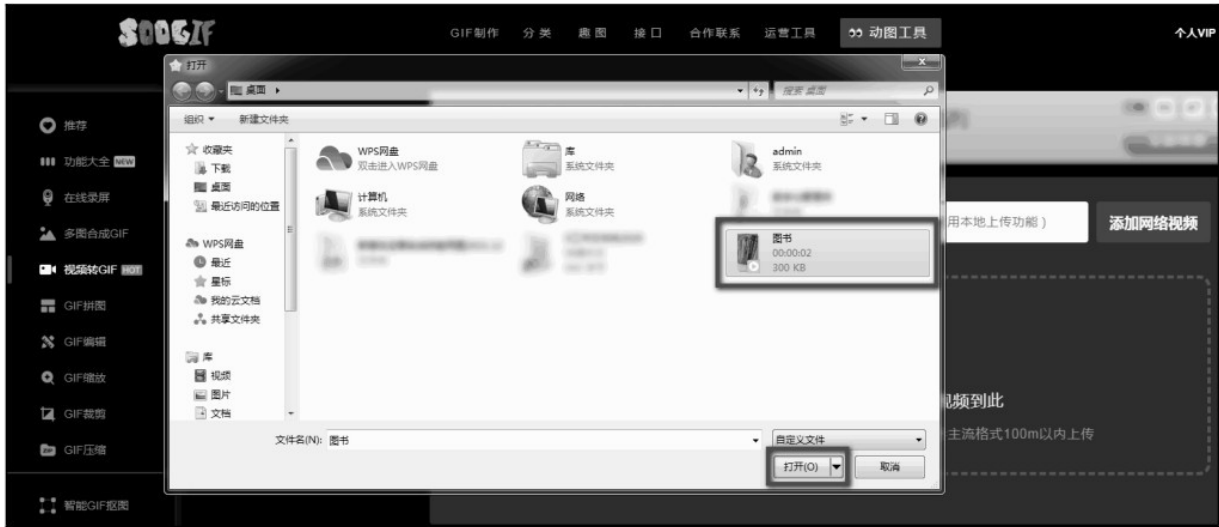 SOOGIF
GIF制作 分类 趣图 接口 合作联系 运营工具 动图工具 个人VIP
打开
桌面
搜索 桌面
组织 新建文件夹
推荐
功能大全 NEW
在线录屏
多图合成GIF
视频转GIF HOT
GIF拼图
GIF编辑
GIF缩放
GIF裁剪
GIF压缩
智能GIF抠图
收藏夹
下载
桌面
最近访问的位置
WPS网盘
最近
星标
我的云文档
共享文件夹
库
视频
图片
文档
WPS网盘
双击进入WPS网盘
库
系统文件夹
admin
系统文件夹
计算机
系统文件夹
网络
系统文件夹
图书
00:00:02
300 KB
用本地上传功能）
添加网络视频
视频到此
主流格式100m以内上传
文件名(N): 图书
自定义文件
打开(O) 取消